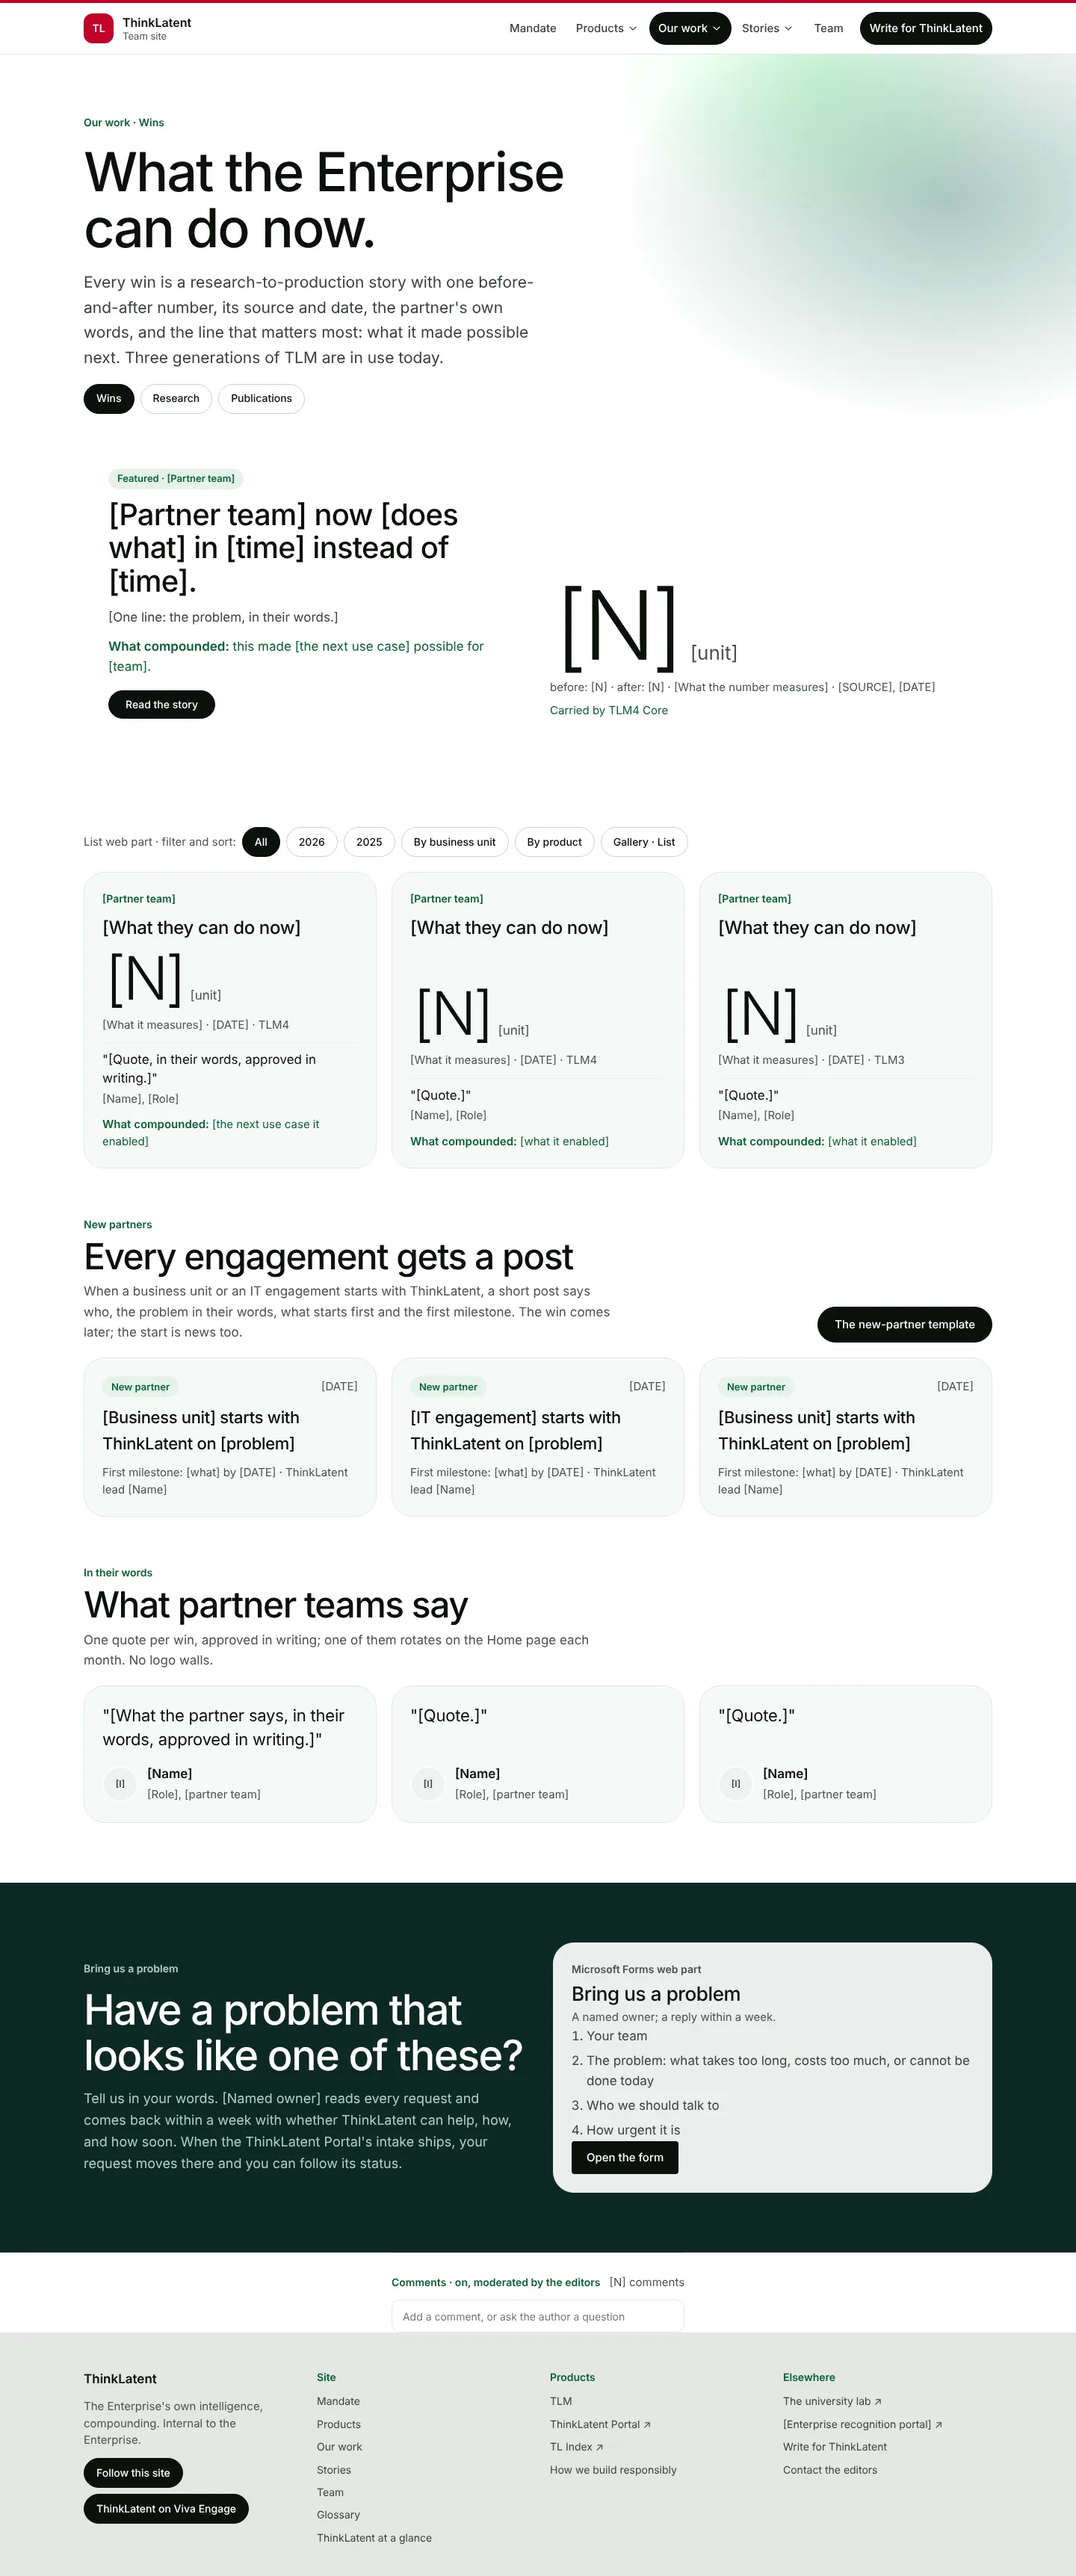 TL
ThinkLatent
Team site
Mandate
Products
Our work
Stories
Team
Write for ThinkLatent
Our work · Wins
What the Enterprise
can do now.
Every win is a research-to-production story with one before-
and-after number, its source and date, the partner's own
words, and the line that matters most: what it made possible
next. Three generations of TLM are in use today.
Wins
Research
Publications
Featured · [Partner team]
[Partner team] now [does
what] in [time] instead of
[time].
[One line: the problem, in their words.]
What compounded: this made [the next use case] possible for
[team].
Read the story
[N] [unit]
before: [N] · after: [N] · [What the number measures] · [SOURCE], [DATE]
Carried by TLM4 Core
List web part · filter and sort:
All
2026
2025
By business unit
By product
Gallery · List
[Partner team]
[What they can do now]
[N] [unit]
[What it measures] · [DATE] · TLM4
"[Quote, in their words, approved in
writing.]"
[Name], [Role]
What compounded: [the next use case it
enabled]
[Partner team]
[What they can do now]
[N] [unit]
[What it measures] · [DATE] · TLM4
"[Quote.]"
[Name], [Role]
What compounded: [what it enabled]
[Partner team]
[What they can do now]
[N] [unit]
[What it measures] · [DATE] · TLM3
"[Quote.]"
[Name], [Role]
What compounded: [what it enabled]
New partners
Every engagement gets a post
When a business unit or an IT engagement starts with ThinkLatent, a short post says
who, the problem in their words, what starts first and the first milestone. The win comes
later; the start is news too.
The new-partner template
New partner
[DATE]
[Business unit] starts with
ThinkLatent on [problem]
First milestone: [what] by [DATE] · ThinkLatent
lead [Name]
New partner
[DATE]
[IT engagement] starts with
ThinkLatent on [problem]
First milestone: [what] by [DATE] · ThinkLatent
lead [Name]
New partner
[DATE]
[Business unit] starts with
ThinkLatent on [problem]
First milestone: [what] by [DATE] · ThinkLatent
lead [Name]
In their words
What partner teams say
One quote per win, approved in writing; one of them rotates on the Home page each
month. No logo walls.
"[What the partner says, in their
words, approved in writing.]"
[I]
[Name]
[Role], [partner team]
"[Quote.]"
[I]
[Name]
[Role], [partner team]
"[Quote.]"
[I]
[Name]
[Role], [partner team]
Bring us a problem
Have a problem that
looks like one of these?
Tell us in your words. [Named owner] reads every request and
comes back within a week with whether ThinkLatent can help, how,
and how soon. When the ThinkLatent Portal's intake ships, your
request moves there and you can follow its status.
Microsoft Forms web part
Bring us a problem
A named owner; a reply within a week.
1. Your team
2. The problem: what takes too long, costs too much, or cannot be
done today
3. Who we should talk to
4. How urgent it is
Open the form
Comments · on, moderated by the editors
[N] comments
Add a comment, or ask the author a question
ThinkLatent
The Enterprise's own intelligence,
compounding. Internal to the
Enterprise.
Follow this site
ThinkLatent on Viva Engage
Site
Mandate
Products
Our work
Stories
Team
Glossary
ThinkLatent at a glance
Products
TLM
ThinkLatent Portal ↗
TL Index ↗
How we build responsibly
Elsewhere
The university lab ↗
[Enterprise recognition portal] ↗
Write for ThinkLatent
Contact the editors